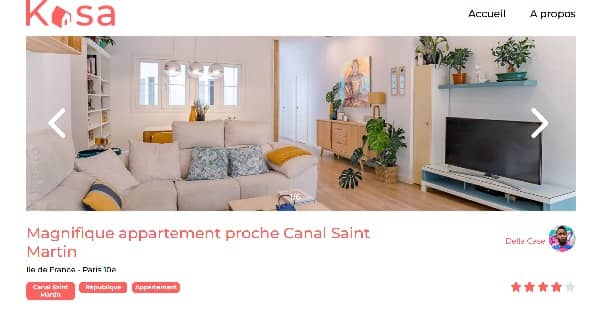 Kasa
Accueil A propos
Magnifique appartement proche Canal Saint
Martin
Della Case
Ile de France - Paris 10e
Canal Saint
Martin
République
Appartement